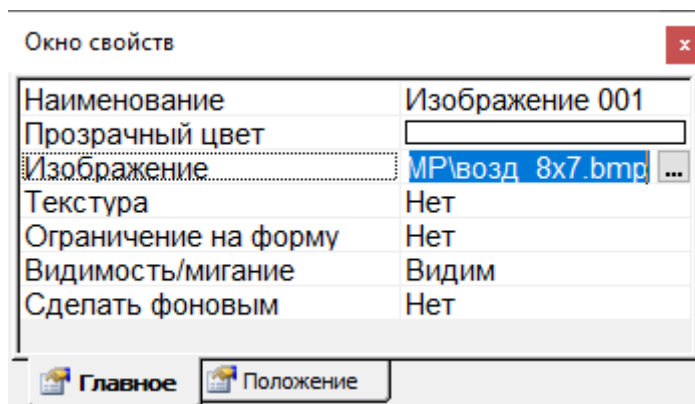 Окно свойств
x
Наименование Изображение 001
Прозрачный цвет
Изображение МР\возд_8x7.bmp ...
Текстура Нет
Ограничение на форму Нет
Видимость/мигание Видим
Сделать фоновым Нет
Главное Положение